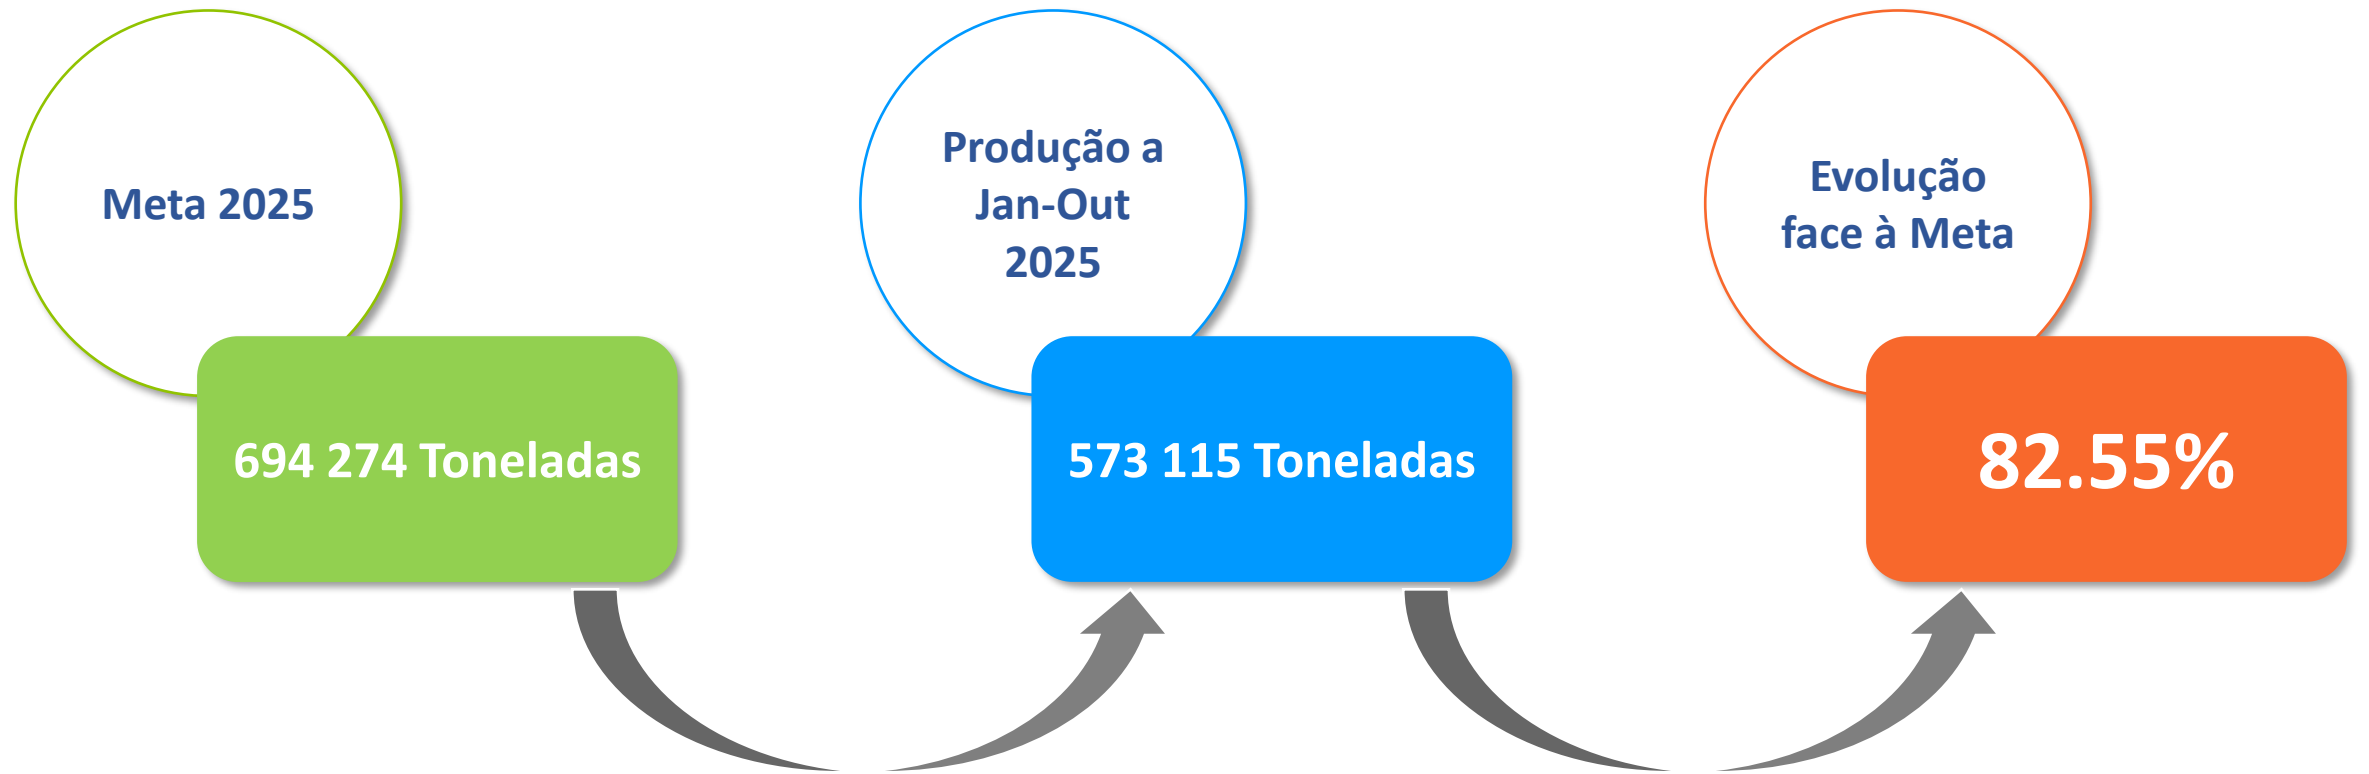 Meta 2025
694 274 Toneladas
Produção a
Jan-Out
2025
573 115 Toneladas
Evolução
face à Meta
82.55%